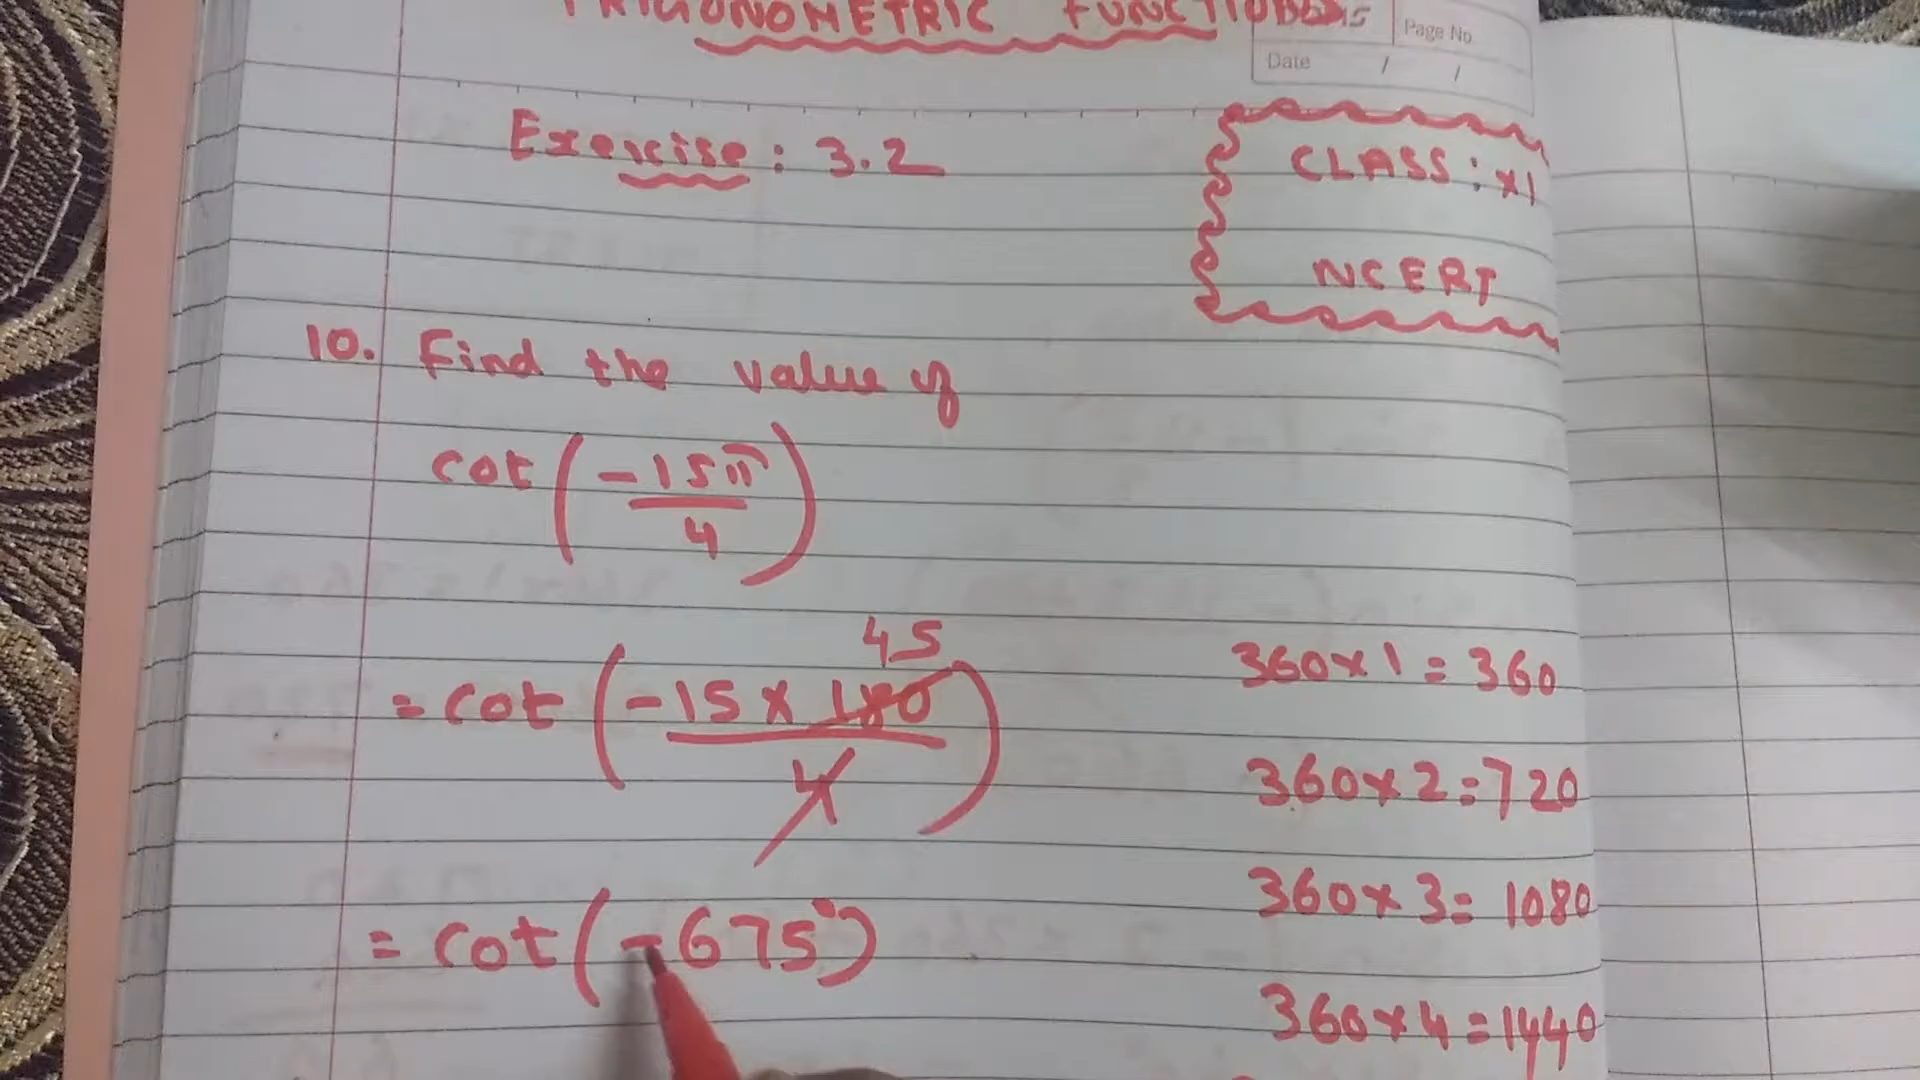 TRIGONOMETRIC FUNCTIONS
Page No.
Date / /
Exercise: 3.2
CLASS: XI
NCERT
10. Find the value of
cot (-15π/4)
= cot (-15 × 180/4)
45
= cot (-675°)
360×1 = 360
360×2 = 720
360×3 = 1080
360×4 = 1440